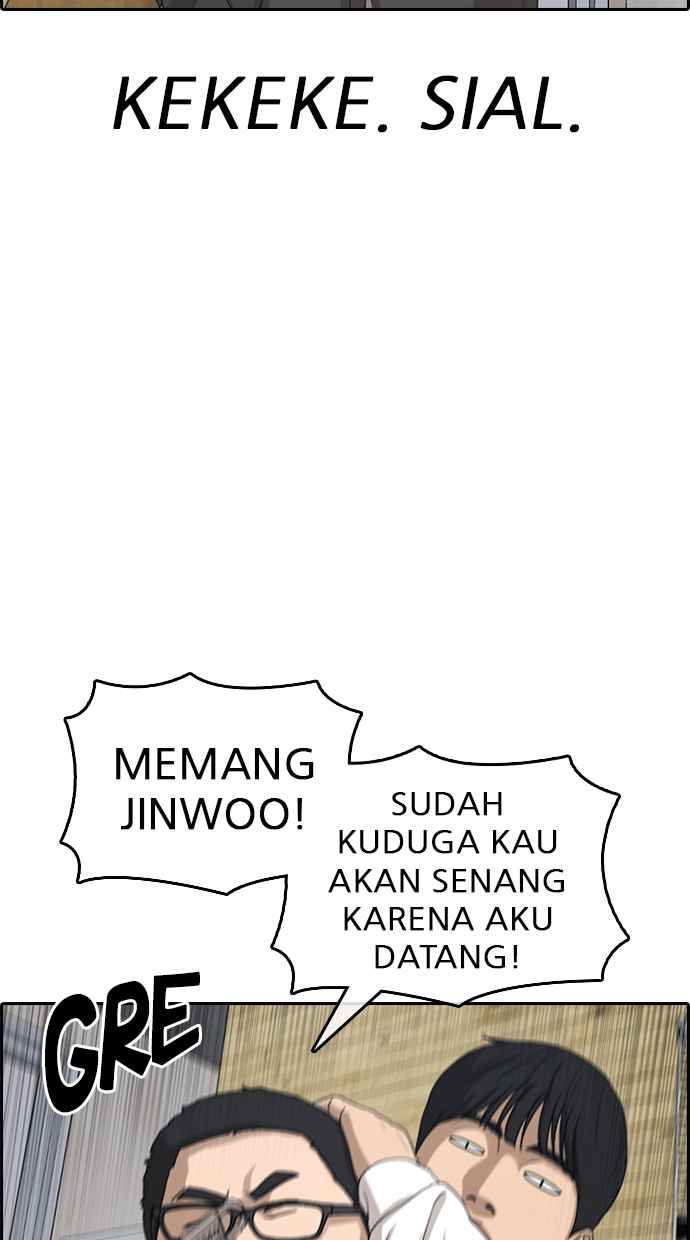 KEKEKE. SIAL.
MEMANG
JINWOO!
SUDAH
KUDUGA KAU
AKAN SENANG
KARENA AKU
DATANG!
GRE